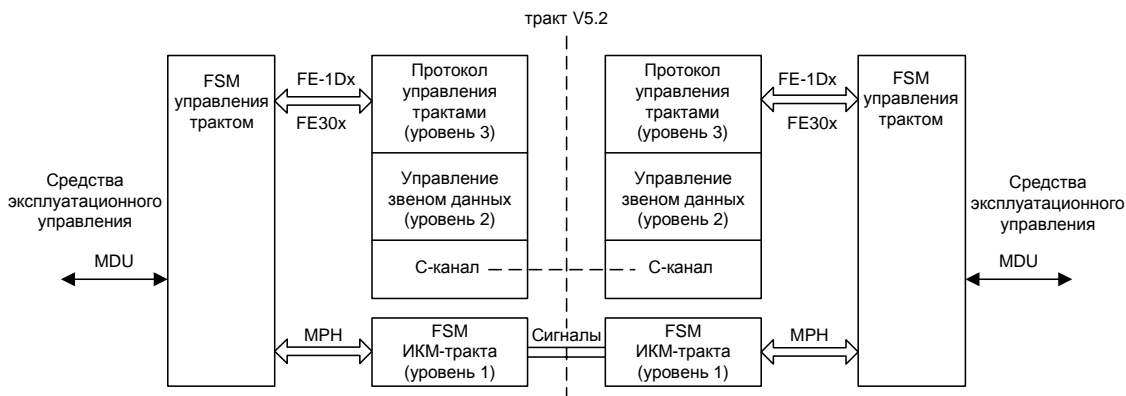 тракт V5.2
FSM
управления
трактом
FE-1Dx
FE30x
Протокол
управления
трактами
(уровень 3)
Управление
звеном данных
(уровень 2)
С-канал
Протокол
управления
трактами
(уровень 3)
Управление
звеном данных
(уровень 2)
С-канал
FE-1Dx
FE30x
FSM
управления
трактом
Средства
эксплуатационного
управления
MDU
Средства
эксплуатационного
управления
MDU
MPH
FSM
ИКМ-тракта
(уровень 1)
Сигналы
FSM
ИКМ-тракта
(уровень 1)
MPH